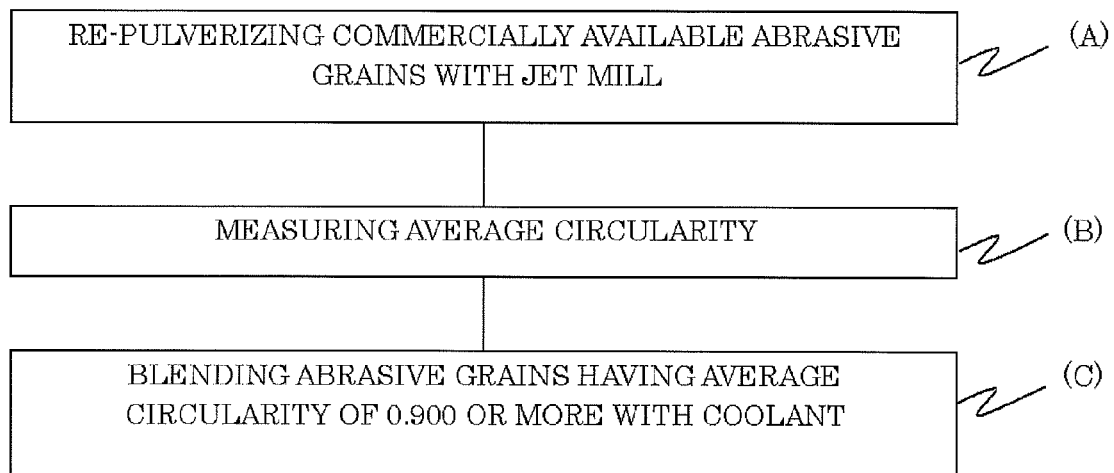 RE-PULVERIZING COMMERCIALLY AVAILABLE ABRASIVE
GRAINS WITH JET MILL
(A)
MEASURING AVERAGE CIRCULARITY
(B)
BLENDING ABRASIVE GRAINS HAVING AVERAGE
CIRCULARITY OF 0.900 OR MORE WITH COOLANT
(C)